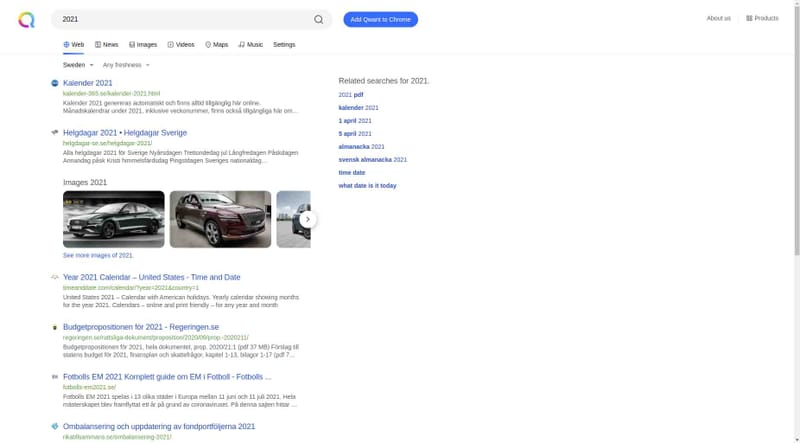 2021
Add Qwant to Chrome
About us
Products
Web
News
Images
Videos
Maps
Music
Settings
Sweden
Any freshness
Kalender 2021
kalender-365.se/kalender-2021.html
Kalender 2021 genereras automatiskt och finns alltid tillgänglig här online.
Månadskalendrar under 2021, inklusive veckonummer, finns också tillgängliga här om...
Helgdagar 2021 • Helgdagar Sverige
helgdagar-se.se/helgdagar-2021/
Alla helgdagar 2021 för Sverige Nyårsdagen Trettondedag jul Långfredagen Påskdagen
Annandag påsk Kristi himmelsfärdsdag Pingstdagen Sveriges nationaldag...
Images 2021
See more images of 2021.
Year 2021 Calendar – United States - Time and Date
timeanddate.com/calendar/?year=2021&country=1
United States 2021 – Calendar with American holidays. Yearly calendar showing months
for the year 2021. Calendars – online and print friendly – for any year and month
Budgetpropositionen för 2021 - Regeringen.se
regeringen.se/rattsliga-dokument/proposition/2020/09/prop.-2020211/
Budgetpropositionen för 2021, hela dokumentet, prop. 2020/21:1 (pdf 37 MB) Förslag till
statens budget för 2021, finansplan och skattefrågor, kapitel 1-13, bilagor 1-17 (pdf 7...
Fotbolls EM 2021 Komplett guide om EM i Fotboll - Fotbolls ...
fotbolls-em2021.se/
Fotbolls EM 2021 spelas i 13 olika städer i Europa mellan 11 juni och 11 juli 2021. Hela
mästerskapet blev framflyttat ett år på grund av coronaviruset. På denna sajten hittar ...
Ombalansering och uppdatering av fondportföljerna 2021
rikatillsammans.se/ombalansering-2021/
Related searches for 2021.
2021 pdf
kalender 2021
1 april 2021
5 april 2021
almanacka 2021
svensk almanacka 2021
time date
what date is it today